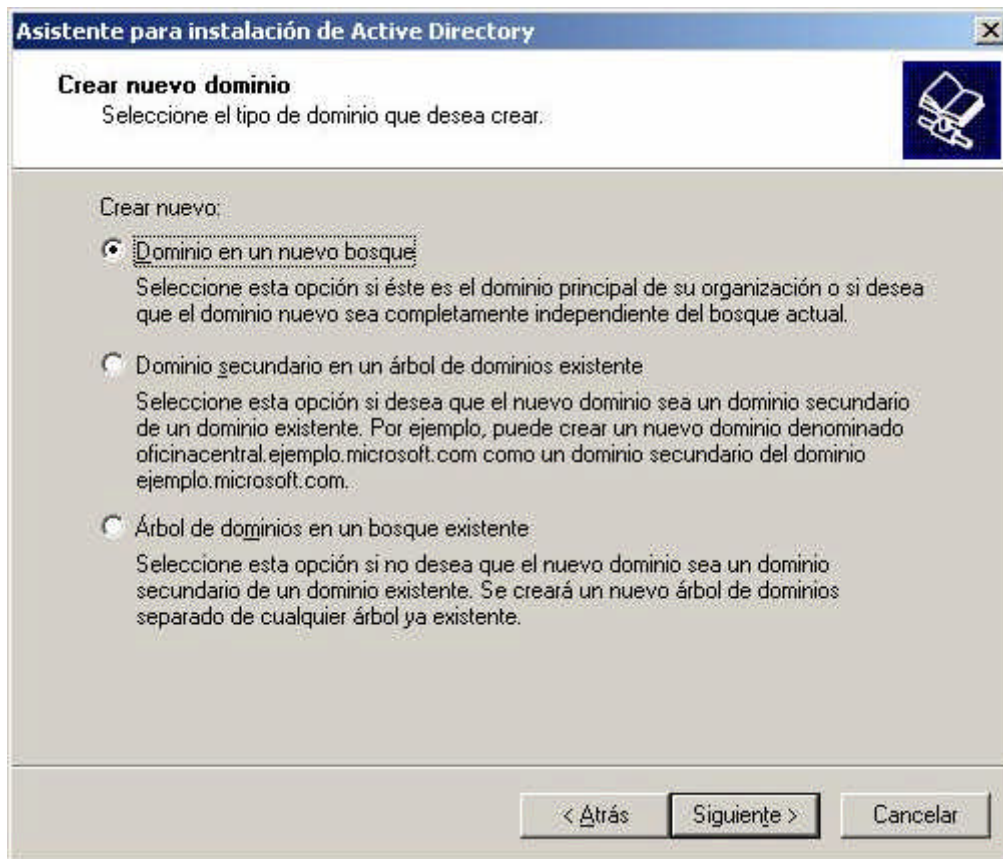 Asistente para instalación de Active Directory
Crear nuevo dominio
Seleccione el tipo de dominio que desea crear.
Crear nuevo:
Dominio en un nuevo bosque
Seleccione esta opción si éste es el dominio principal de su organización o si desea
que el dominio nuevo sea completamente independiente del bosque actual.
Dominio secundario en un árbol de dominios existente
Seleccione esta opción si desea que el nuevo dominio sea un dominio secundario
de un dominio existente. Por ejemplo, puede crear un nuevo dominio denominado
oficinacentral.ejemplo.microsoft.com como un dominio secundario del dominio
ejemplo.microsoft.com.
Árbol de dominios en un bosque existente
Seleccione esta opción si no desea que el nuevo dominio sea un dominio
secundario de un dominio existente. Se creará un nuevo árbol de dominios
separado de cualquier árbol ya existente.
< Atrás Siguiente > Cancelar